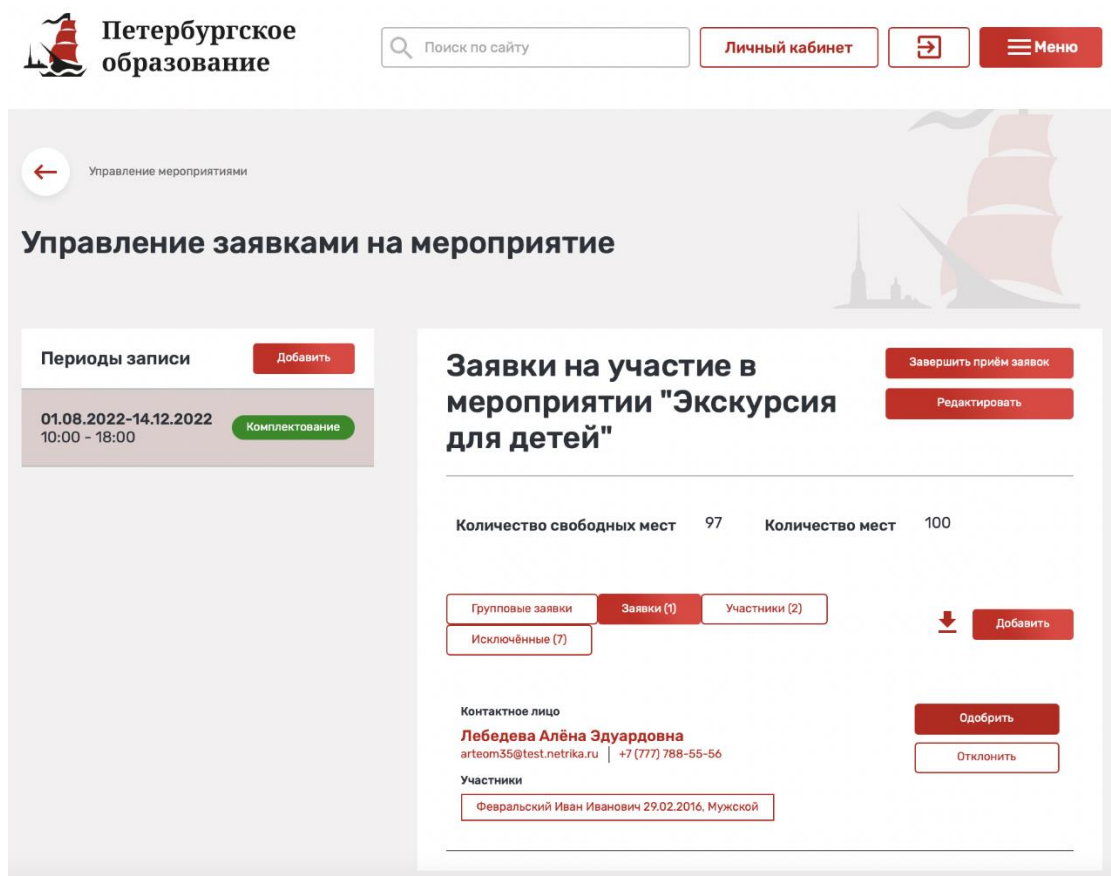 Петербургское
образование
Поиск по сайту
Личный кабинет
Меню
Управление мероприятиями
Управление заявками на мероприятие
Периоды записи
Добавить
01.08.2022-14.12.2022
10:00 - 18:00
Комплектование
Заявки на участие в
мероприятии "Экскурсия
для детей"
Завершить приём заявок
Редактировать
Количество свободных мест 97 Количество мест 100
Групповые заявки Заявки (1) Участники (2)
Исключённые (7)
Добавить
Контактное лицо
Лебедева Алёна Эдуардовна
arteom35@test.netrika.ru | +7 (777) 788-55-56
Одобрить
Отклонить
Участники
Февральский Иван Иванович 29.02.2016, Мужской